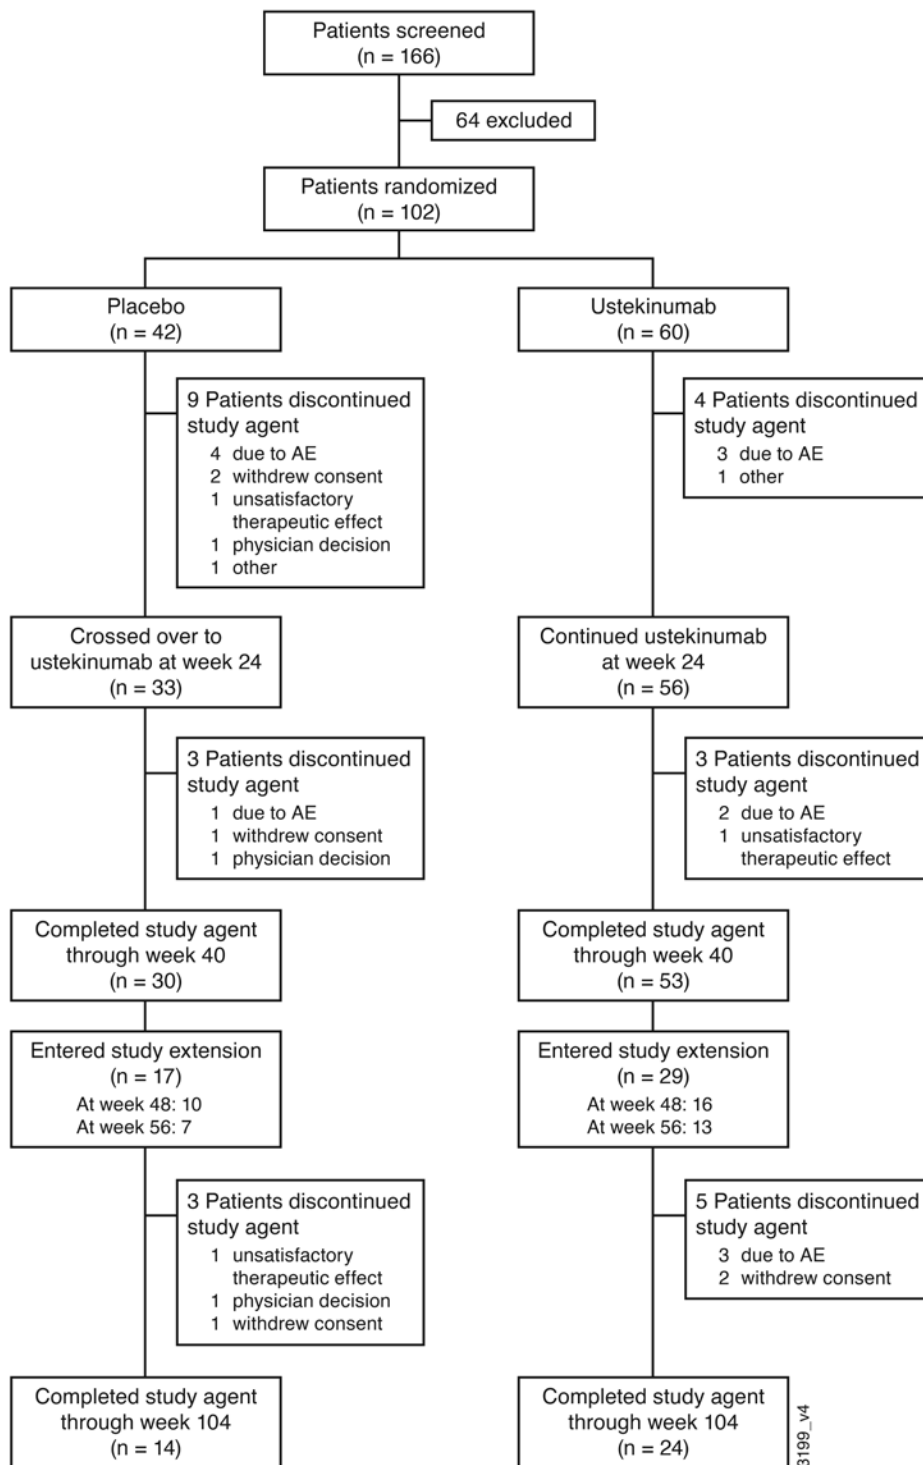 Patients screened
(n = 166)
64 excluded
Patients randomized
(n = 102)
Placebo
(n = 42)
Ustekinumab
(n = 60)
9 Patients discontinued
study agent
4 due to AE
2 withdrew consent
1 unsatisfactory
therapeutic effect
1 physician decision
1 other
4 Patients discontinued
study agent
3 due to AE
1 other
Crossed over to
ustekinumab at week 24
(n = 33)
Continued ustekinumab
at week 24
(n = 56)
3 Patients discontinued
study agent
1 due to AE
1 withdrew consent
1 physician decision
3 Patients discontinued
study agent
2 due to AE
1 unsatisfactory
therapeutic effect
Completed study agent
through week 40
(n = 30)
Completed study agent
through week 40
(n = 53)
Entered study extension
(n = 17)
At week 48: 10
At week 56: 7
Entered study extension
(n = 29)
At week 48: 16
At week 56: 13
3 Patients discontinued
study agent
1 unsatisfactory
therapeutic effect
1 physician decision
1 withdrew consent
5 Patients discontinued
study agent
3 due to AE
2 withdrew consent
Completed study agent
through week 104
(n = 14)
Completed study agent
through week 104
(n = 24)
3199_v4